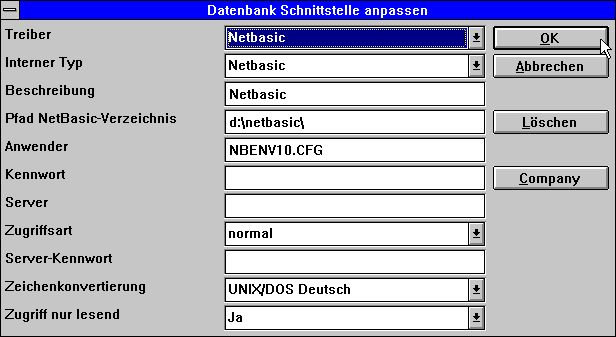 Datenbank Schnittstelle anpassen
Treiber Netbasic OK
Interner Typ Netbasic Abbrechen
Beschreibung Netbasic
Pfad NetBasic-Verzeichnis d:\netbasic\ Löschen
Anwender NBENV10.CFG
Kennwort Company
Server
Zugriffsart normal
Server-Kennwort
Zeichenkonvertierung UNIX/DOS Deutsch
Zugriff nur lesend Ja